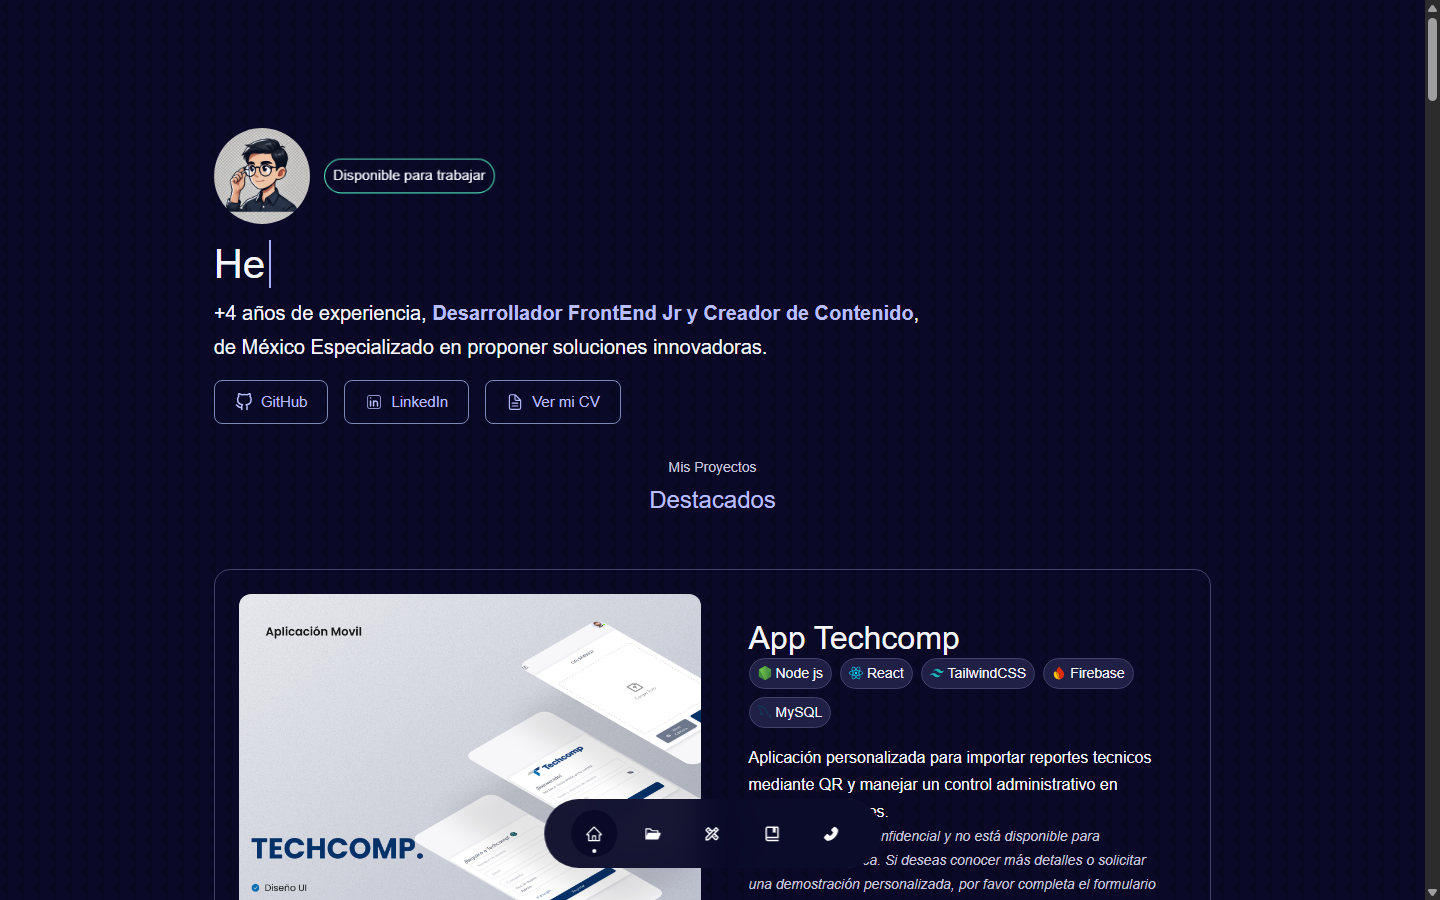 Disponible para trabajar
He
+4 años de experiencia, Desarrollador FrontEnd Jr y Creador de Contenido,
de México Especializado en proponer soluciones innovadoras.
GitHub
LinkedIn
Ver mi CV
Mis Proyectos
Destacados
Aplicación Movil
Techcomp
TECHCOMP.
Diseño UI
App Techcomp
Node js
React
TailwindCSS
Firebase
MySQL
Aplicación personalizada para importar reportes tecnicos
mediante QR y manejar un control administrativo en
os.
nfidencial y no está disponible para
ca. Si deseas conocer más detalles o solicitar
una demostración personalizada, por favor completa el formulario